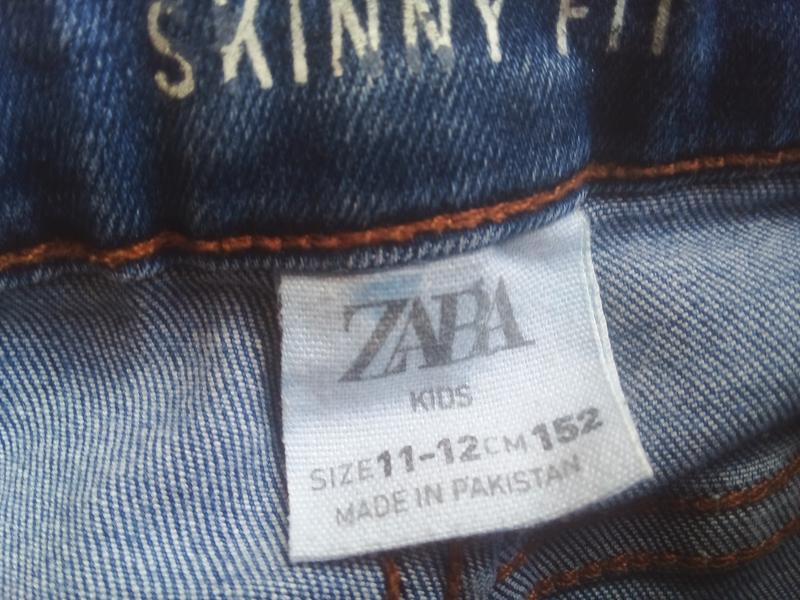 SKINNY FIT
ZARA
KIDS
SIZE 11-12 CM 152
MADE IN PAKISTAN